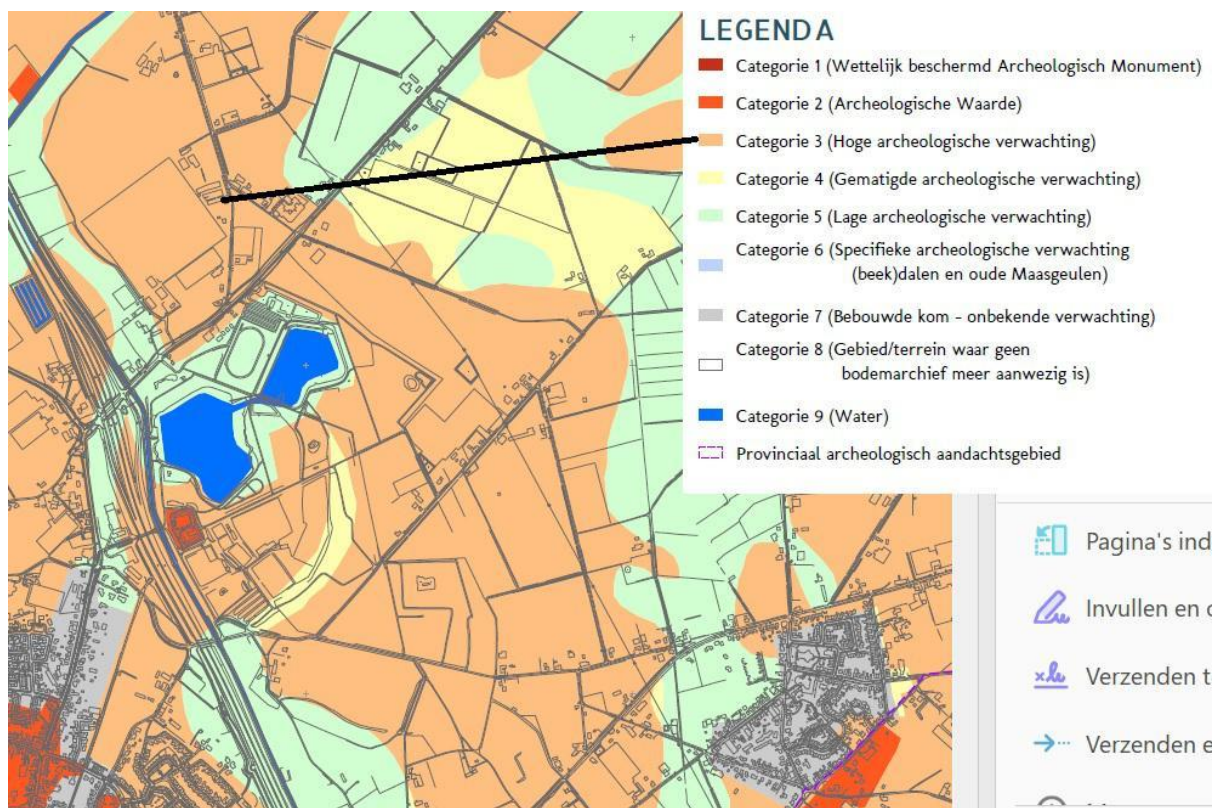 LEGENDA
Categorie 1 (Wettelijk beschermd Archeologisch Monument)
Categorie 2 (Archeologische Waarde)
Categorie 3 (Hoge archeologische verwachting)
Categorie 4 (Gematigde archeologische verwachting)
Categorie 5 (Lage archeologische verwachting)
Categorie 6 (Specifieke archeologische verwachting
(beek)dalen en oude Maasgeulen)
Categorie 7 (Bebouwde kom - onbekende verwachting)
Categorie 8 (Gebied/terrein waar geen
bodemarchief meer aanwezig is)
Categorie 9 (Water)
Provinciaal archeologisch aandachtsgebied
Pagina's ind
Invullen en
Verzenden t
Verzenden e